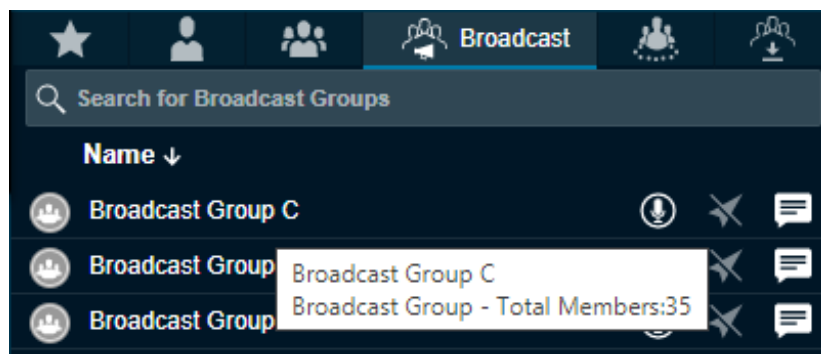 Broadcast
Search for Broadcast Groups
Name ↓
Broadcast Group C
Broadcast Group
Broadcast Group C
Broadcast Group - Total Members:35
Broadcast Group